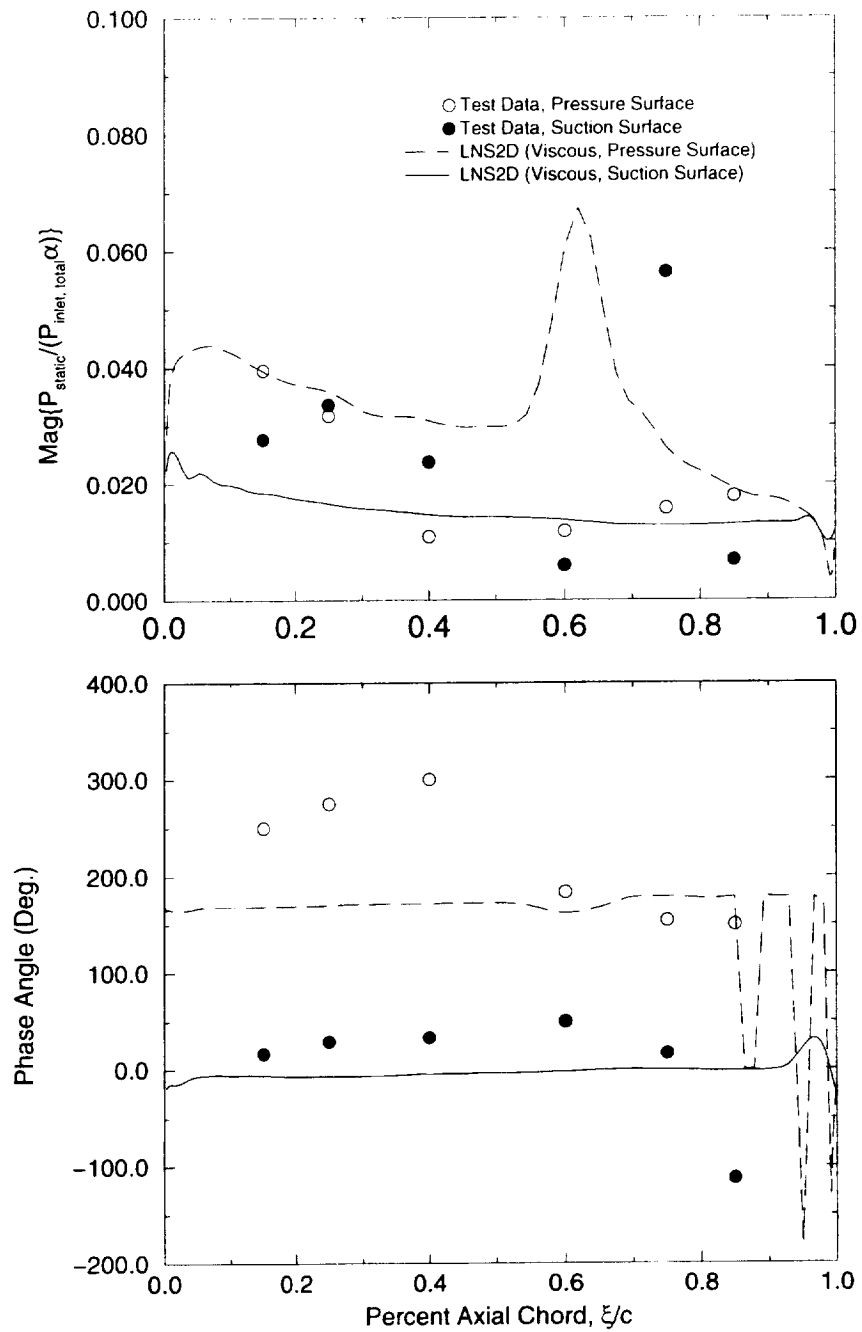 0.100
0.080
0.060
0.040
0.020
0.000
Mag{P_static/(P_inlet, total α)}
○ Test Data, Pressure Surface
● Test Data, Suction Surface
LNS2D (Viscous, Pressure Surface)
LNS2D (Viscous, Suction Surface)
0.0 0.2 0.4 0.6 0.8 1.0
400.0
300.0
200.0
100.0
0.0
−100.0
−200.0
Phase Angle (Deg.)
0.0 0.2 0.4 0.6 0.8 1.0
Percent Axial Chord, ξ/c